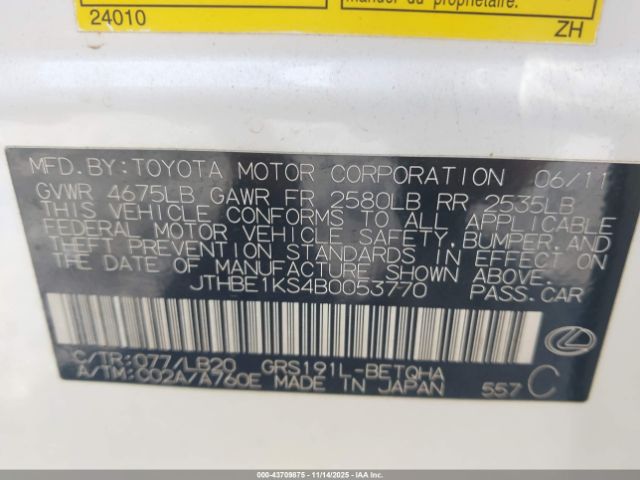 manuel du propriétaire.
24010
ZH
MFD.BY:TOYOTA MOTOR CORPORATION 06/11
GVWR 4675LB GAWR FR 2580LB RR 2535LB
THIS VEHICLE CONFORMS TO ALL APPLICABLE
FEDERAL MOTOR VEHICLE SAFETY,BUMPER,AND
THEFT PREVENTION STANDARDS IN EFFECT ON
THE DATE OF MANUFACTURE SHOWN ABOVE.
JTHBE1KS4B0053770 PASS.CAR
C/TR:077/LB20 GRS191L-BETQHA
A/TM:C02A/A760E MADE IN JAPAN 557 C
000-43709875 - 11/14/2025 - IAAI.COM